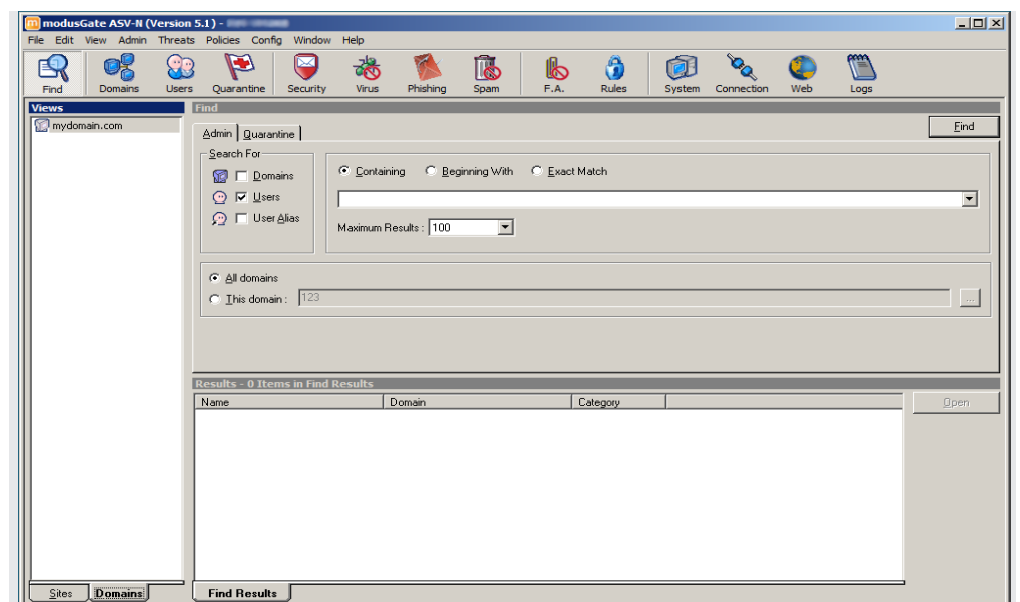 modusGate ASV-N (Version 5.1) -
File Edit View Admin Threats Policies Config Window Help
Find Domains Users Quarantine Security Virus Phishing Spam F.A. Rules System Connection Web Logs
Views
mydomain.com
Find
Admin Quarantine
Find
Search For
Domains
Users
User Alias
Containing Beginning With Exact Match
Maximum Results : 100
All domains
This domain : 123
...
Results - 0 Items in Find Results
Name Domain Category
Open
Sites Domains
Find Results